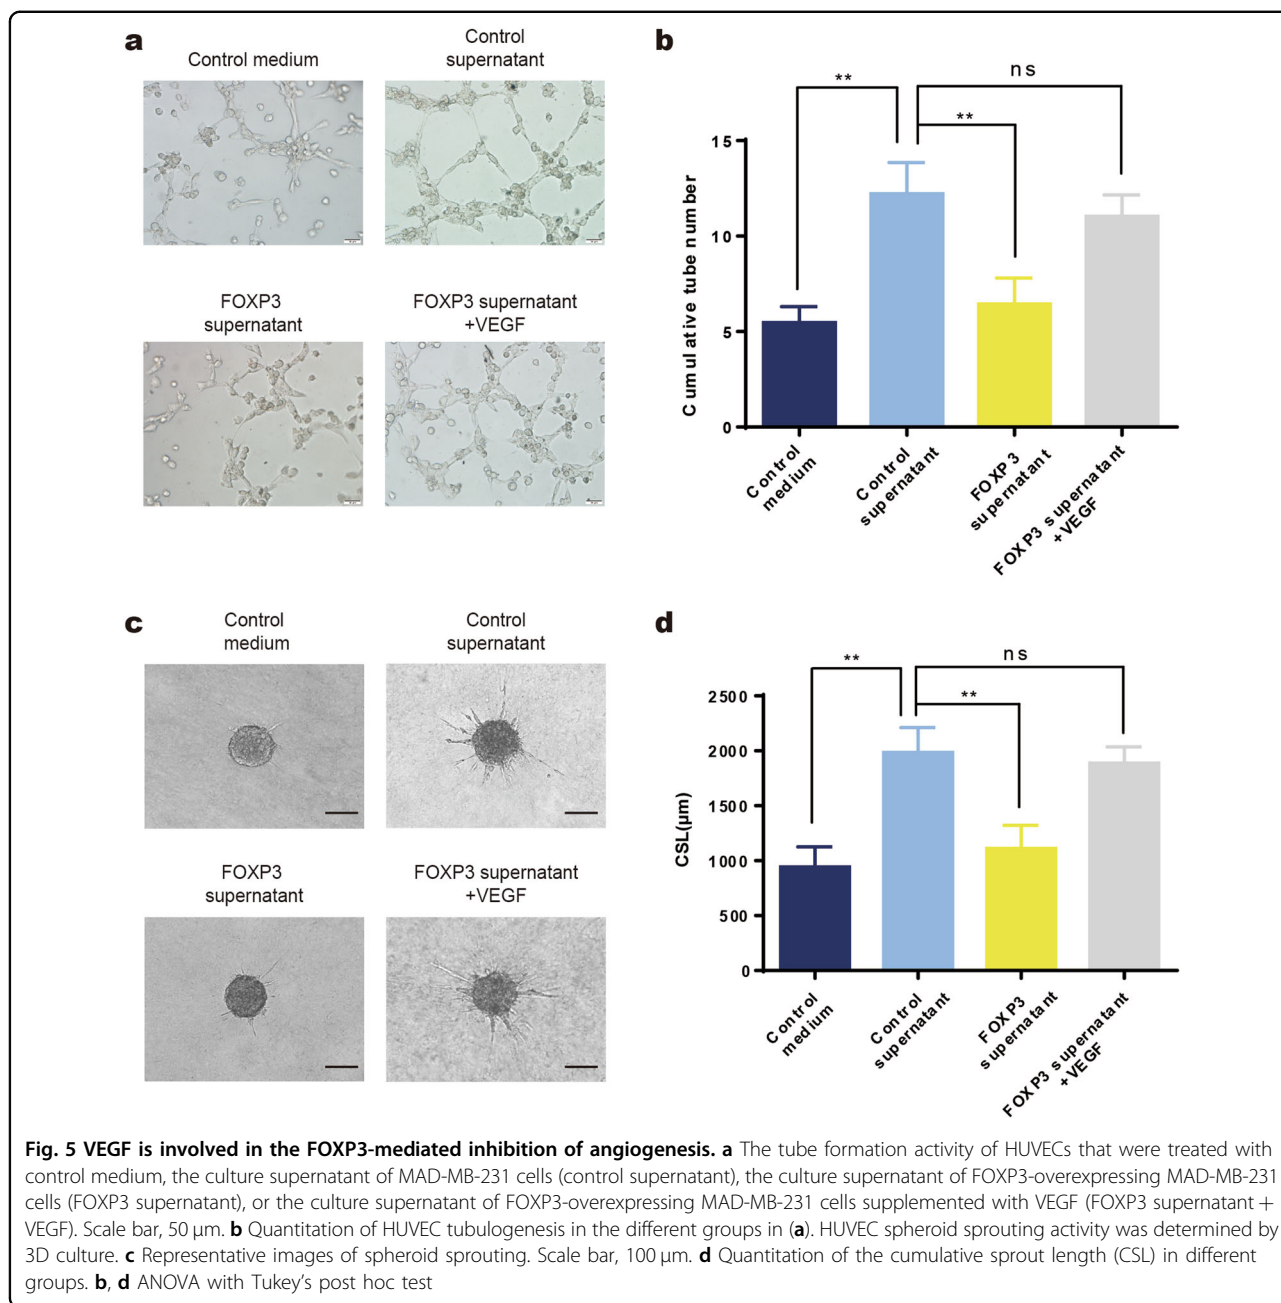 a
Control medium
Control
supernatant
FOXP3
supernatant
FOXP3 supernatant
+VEGF
b
ns
**
**
15
10
5
0
Cumulative tube number
Control
medium
Control
supernatant
FOXP3
supernatant
FOXP3 supernatant
+VEGF
c
Control
medium
Control
supernatant
FOXP3
supernatant
FOXP3 supernatant
+VEGF
d
ns
**
**
2500
2000
1500
1000
500
0
CSL(µm)
Control
medium
Control
supernatant
FOXP3
supernatant
FOXP3 supernatant
+VEGF
Fig. 5 VEGF is involved in the FOXP3-mediated inhibition of angiogenesis. a The tube formation activity of HUVECs that were treated with
control medium, the culture supernatant of MAD-MB-231 cells (control supernatant), the culture supernatant of FOXP3-overexpressing MAD-MB-231
cells (FOXP3 supernatant), or the culture supernatant of FOXP3-overexpressing MAD-MB-231 cells supplemented with VEGF (FOXP3 supernatant +
VEGF). Scale bar, 50 µm. b Quantitation of HUVEC tubulogenesis in the different groups in (a). HUVEC spheroid sprouting activity was determined by
3D culture. c Representative images of spheroid sprouting. Scale bar, 100 µm. d Quantitation of the cumulative sprout length (CSL) in different
groups. b, d ANOVA with Tukey's post hoc test